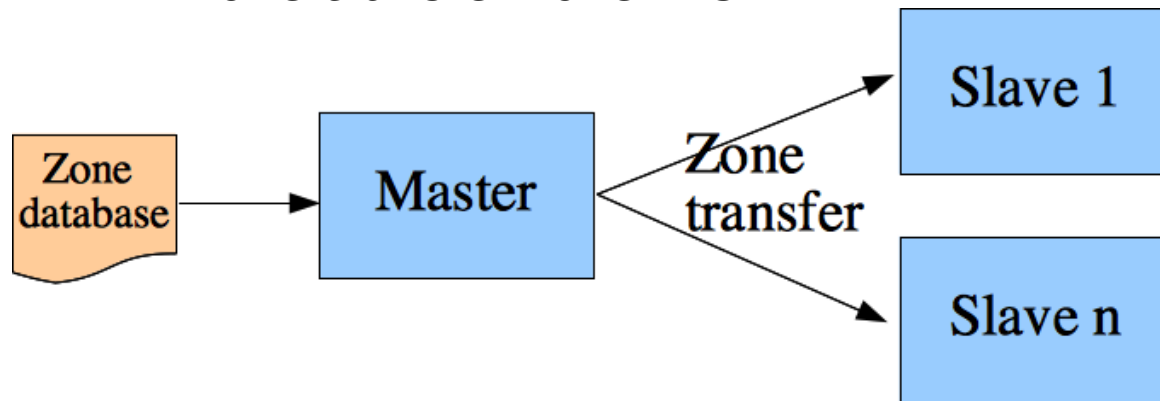 Zone
database
Master
Zone
transfer
Slave 1
Slave n